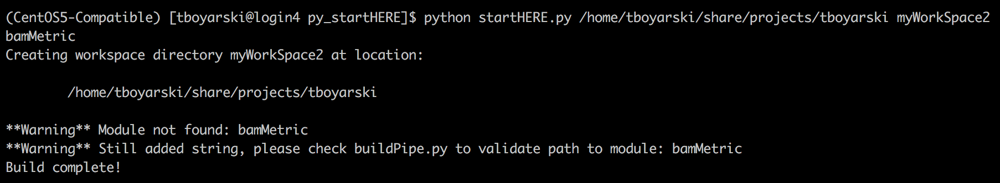 (CentOS5-Compatible) [tboyarski@login4 py_startHERE]$ python startHERE.py /home/tboyarski/share/projects/tboyarski myWorkSpace2
bamMetric
Creating workspace directory myWorkSpace2 at location:
/home/tboyarski/share/projects/tboyarski
**Warning** Module not found: bamMetric
**Warning** Still added string, please check buildPipe.py to validate path to module: bamMetric
Build complete!